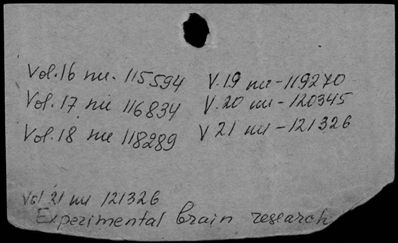 Vol.16 nu - 115594 V.19 nu - 119270
Vol.17 nu 116834 V.20 nu - 120345
Vol.18 nu 118289 V 21 nu - 121326
Vol 21 nu 121326
Experimental brain research